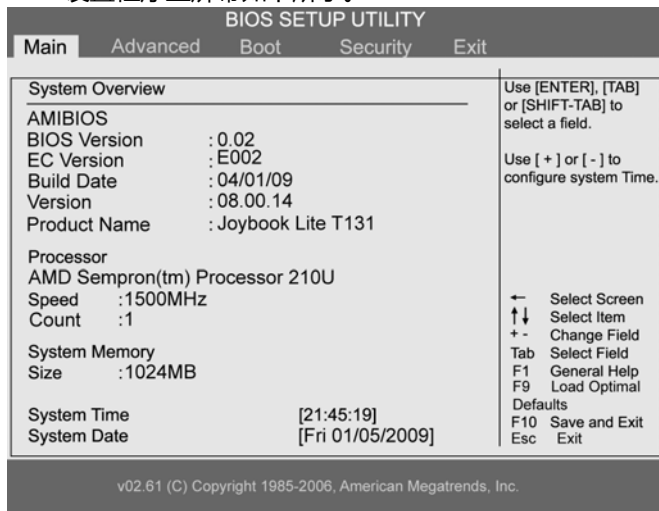 BIOS SETUP UTILITY
Main Advanced Boot Security Exit
System Overview
AMIBIOS
BIOS Version : 0.02
EC Version : E002
Build Date : 04/01/09
Version : 08.00.14
Product Name : Joybook Lite T131
Processor
AMD Sempron(tm) Processor 210U
Speed :1500MHz
Count :1
System Memory
Size :1024MB
System Time [21:45:19]
System Date [Fri 01/05/2009]
Use [ENTER], [TAB]
or [SHIFT-TAB] to
select a field.
Use [ + ] or [ - ] to
configure system Time.
← Select Screen
↑↓ Select Item
+ - Change Field
Tab Select Field
F1 General Help
F9 Load Optimal
Defaults
F10 Save and Exit
Esc Exit
v02.61 (C) Copyright 1985-2006, American Megatrends, Inc.